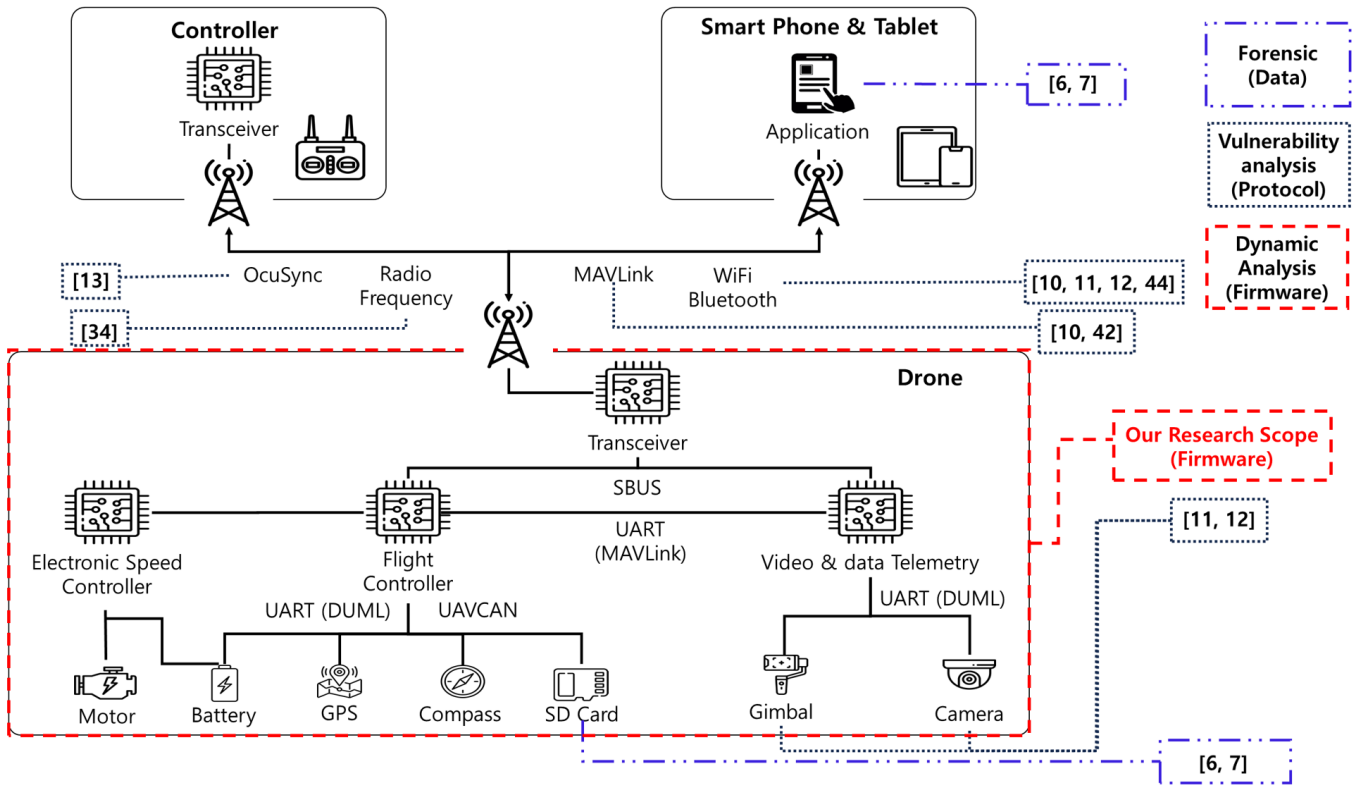 Controller
Transceiver
Smart Phone & Tablet
Application
[6, 7]
Forensic
(Data)
Vulnerability
analysis
(Protocol)
Dynamic
Analysis
(Firmware)
[13]
OcuSync
Radio
Frequency
MAVLink
WiFi
Bluetooth
[10, 11, 12, 44]
[34]
[10, 42]
Drone
Transceiver
SBUS
Our Research Scope
(Firmware)
[11, 12]
Electronic Speed
Controller
Flight
Controller
UART
(MAVLink)
Video & data Telemetry
UART (DUML)
UAVCAN
UART (DUML)
Motor
Battery
GPS
Compass
SD Card
Gimbal
Camera
[6, 7]